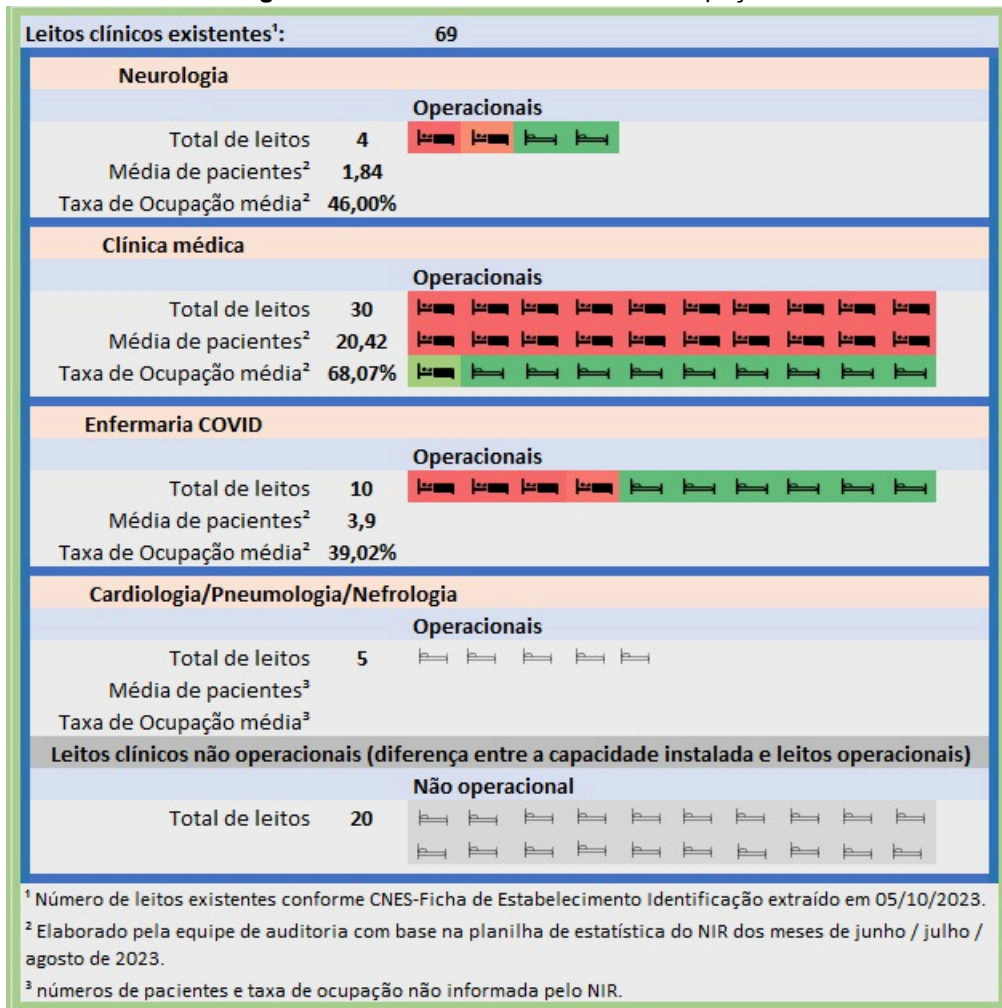 Leitos clínicos existentes¹: 69
Neurologia
Operacionais
Total de leitos 4
Média de pacientes² 1,84
Taxa de Ocupação média² 46,00%
Clínica médica
Operacionais
Total de leitos 30
Média de pacientes² 20,42
Taxa de Ocupação média² 68,07%
Enfermaria COVID
Operacionais
Total de leitos 10
Média de pacientes² 3,9
Taxa de Ocupação média² 39,02%
Cardiologia/Pneumologia/Nefrologia
Operacionais
Total de leitos 5
Média de pacientes³
Taxa de Ocupação média³
Leitos clínicos não operacionais (diferença entre a capacidade instalada e leitos operacionais)
Não operacional
Total de leitos 20
¹ Número de leitos existentes conforme CNES-Ficha de Estabelecimento Identificação extraído em 05/10/2023.
² Elaborado pela equipe de auditoria com base na planilha de estatística do NIR dos meses de junho / julho /
agosto de 2023.
³ números de pacientes e taxa de ocupação não informada pelo NIR.